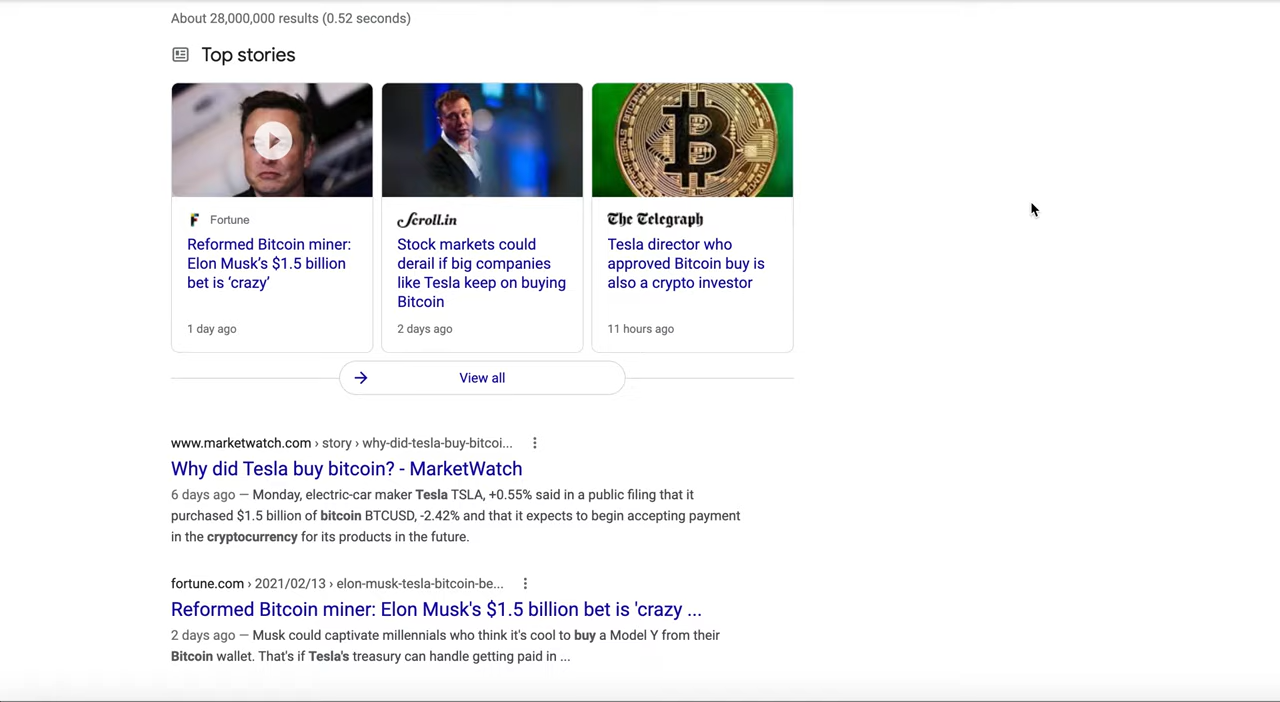 About 28,000,000 results (0.52 seconds)
Top stories
Fortune
Reformed Bitcoin miner:
Elon Musk’s $1.5 billion
bet is ‘crazy’
1 day ago
Scroll.in
Stock markets could
derail if big companies
like Tesla keep on buying
Bitcoin
2 days ago
The Telegraph
Tesla director who
approved Bitcoin buy is
also a crypto investor
11 hours ago
View all
www.marketwatch.com › story › why-did-tesla-buy-bitcoi...
Why did Tesla buy bitcoin? - MarketWatch
6 days ago — Monday, electric-car maker Tesla TSLA, +0.55% said in a public filing that it
purchased $1.5 billion of bitcoin BTCUSD, -2.42% and that it expects to begin accepting payment
in the cryptocurrency for its products in the future.
fortune.com › 2021/02/13 › elon-musk-tesla-bitcoin-be...
Reformed Bitcoin miner: Elon Musk's $1.5 billion bet is 'crazy ...
2 days ago — Musk could captivate millennials who think it's cool to buy a Model Y from their
Bitcoin wallet. That's if Tesla's treasury can handle getting paid in ...